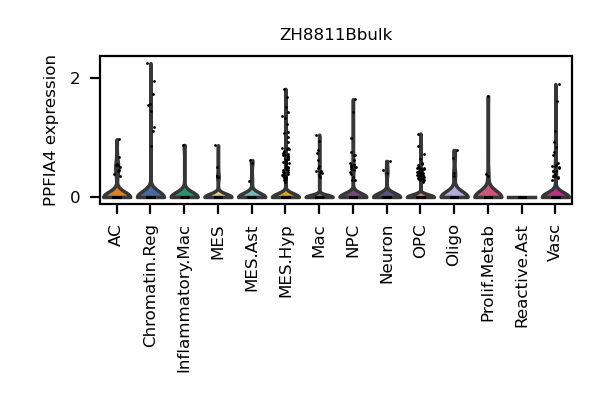 ZH8811Bbulk
PPFIA4 expression
2
0
AC
Chromatin.Reg
Inflammatory.Mac
MES
MES.Ast
MES.Hyp
Mac
NPC
Neuron
OPC
Oligo
Prolif.Metab
Reactive.Ast
Vasc